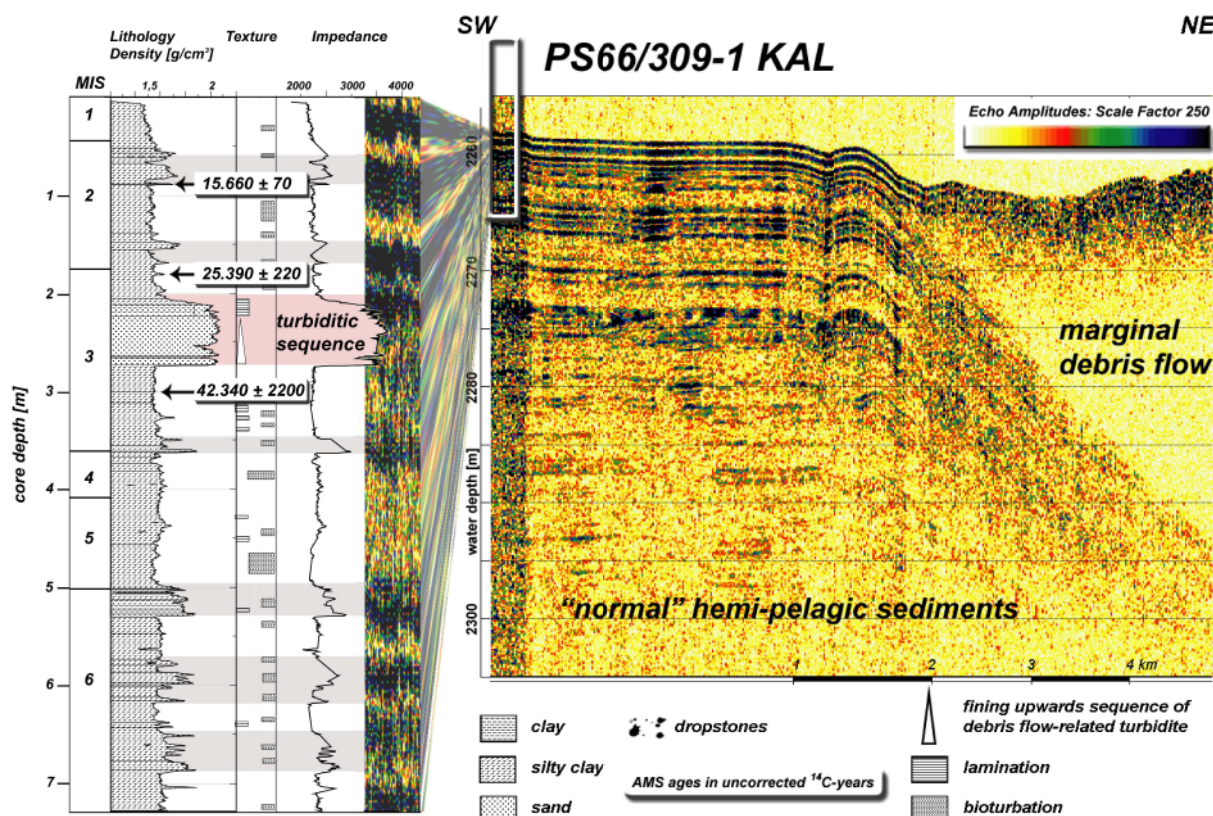 SW
NE
PS66/309-1 KAL
Lithology
Density [g/cm³]
Texture
Impedance
MIS
1,5
2
2000
3000
4000
Echo Amplitudes: Scale Factor 250
1
2
3
4
5
6
core depth [m]
1
2
3
4
5
6
7
15.660 ± 70
25.390 ± 220
turbiditic
sequence
42.340 ± 2200
water depth [m]
2260
2270
2280
2300
marginal
debris flow
“normal” hemi-pelagic sediments
1
2
3
4 km
clay
silty clay
sand
dropstones
AMS ages in uncorrected ¹⁴C-years
fining upwards sequence of
debris flow-related turbidite
lamination
bioturbation